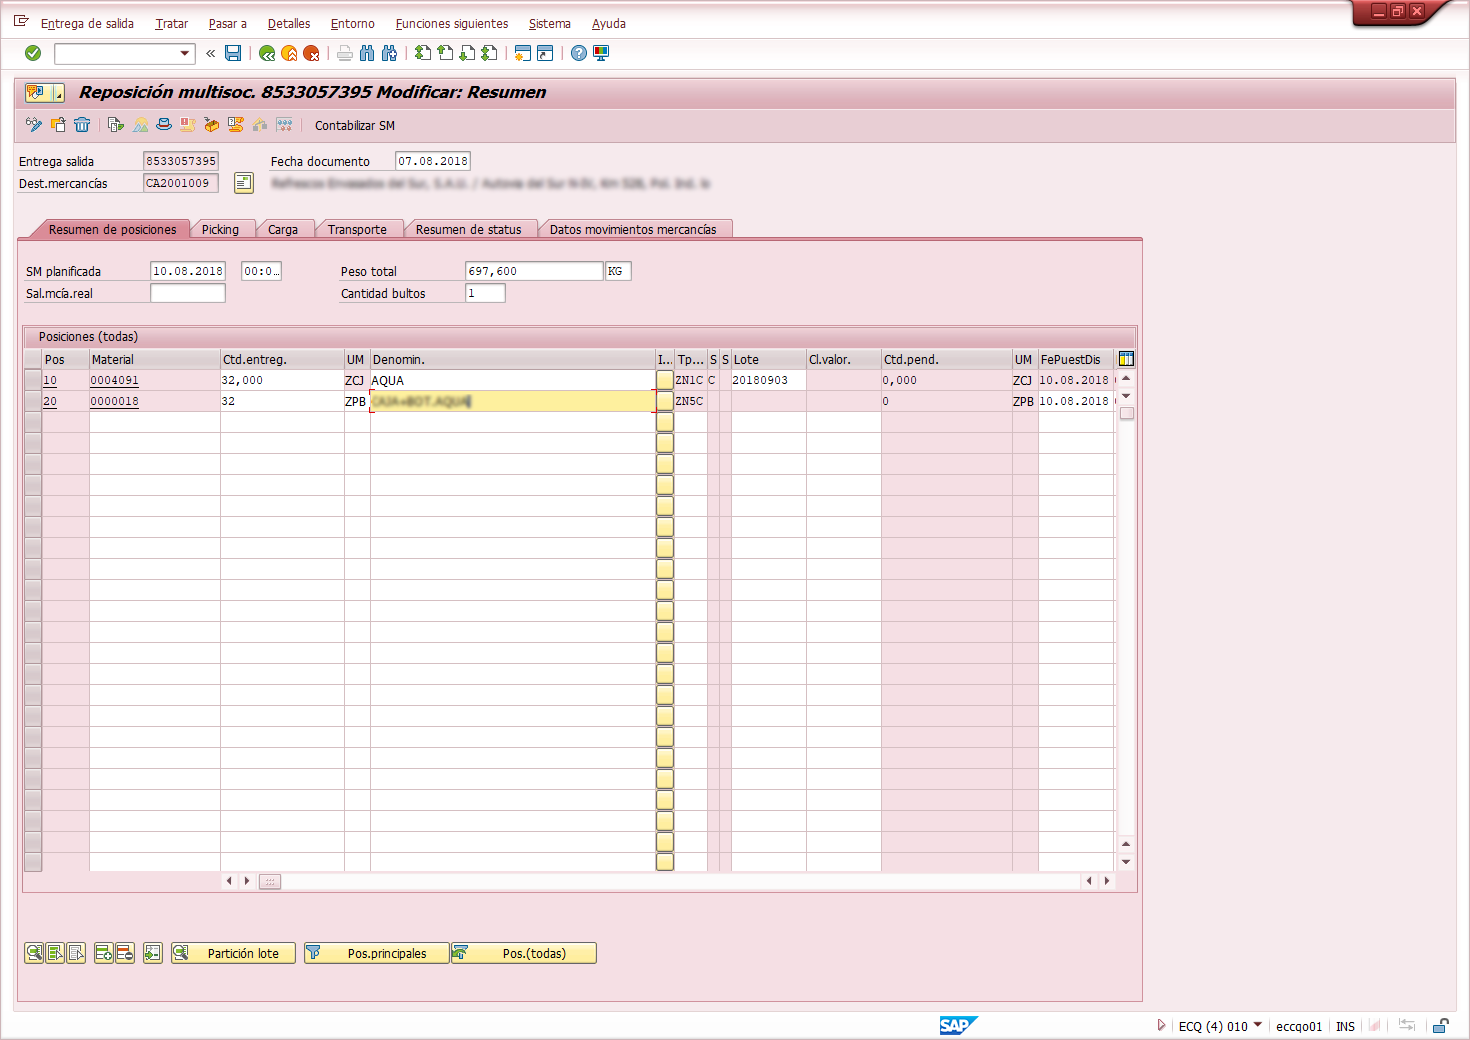 Entrega de salida Tratar Pasar a Detalles Entorno Funciones siguientes Sistema Ayuda
Reposición multisoc. 8533057395 Modificar: Resumen
Contabilizar SM
Entrega salida 8533057395 Fecha documento 07.08.2018
Dest.mercancías CA2001009
Resumen de posiciones Picking Carga Transporte Resumen de status Datos movimientos mercancías
SM planificada 10.08.2018 00:0... Peso total 697,600 KG
Sal.mcía.real Cantidad bultos 1
Posiciones (todas)
Pos Material Ctd.entreg. UM Denomin. I... Tp... S S Lote Cl.valor. Ctd.pend. UM FePuestDis
10 0004091 32,000 ZCJ AQUA ZN1C C 20180903 0,000 ZCJ 10.08.2018
20 0000018 32 ZPB ZN5C 0 ZPB 10.08.2018
Partición lote Pos.principales Pos.(todas)
SAP ECQ (4) 010 eccqo01 INS